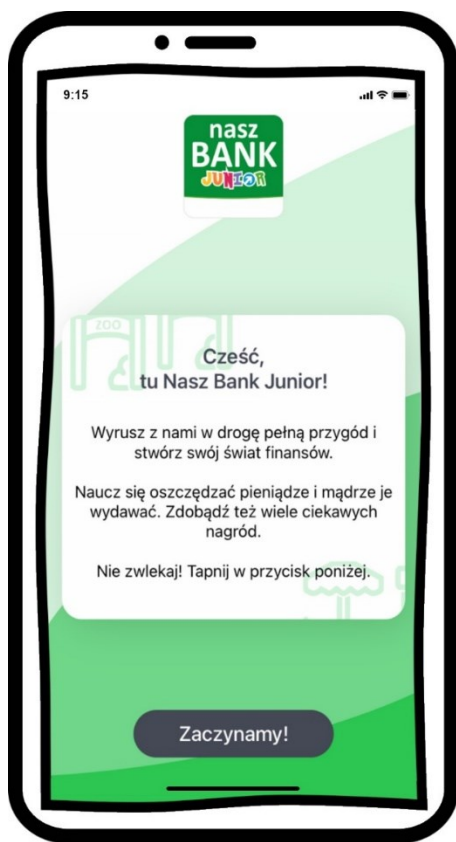 9:15
nasz
BANK
JUNIOR
ZOO
Cześć,
tu Nasz Bank Junior!
Wyrusz z nami w drogę pełną przygód i
stwórz swój świat finansów.
Naucz się oszczędzać pieniądze i mądrze je
wydawać. Zdobądź też wiele ciekawych
nagród.
Nie zwlekaj! Tapnij w przycisk poniżej.
Zaczynamy!